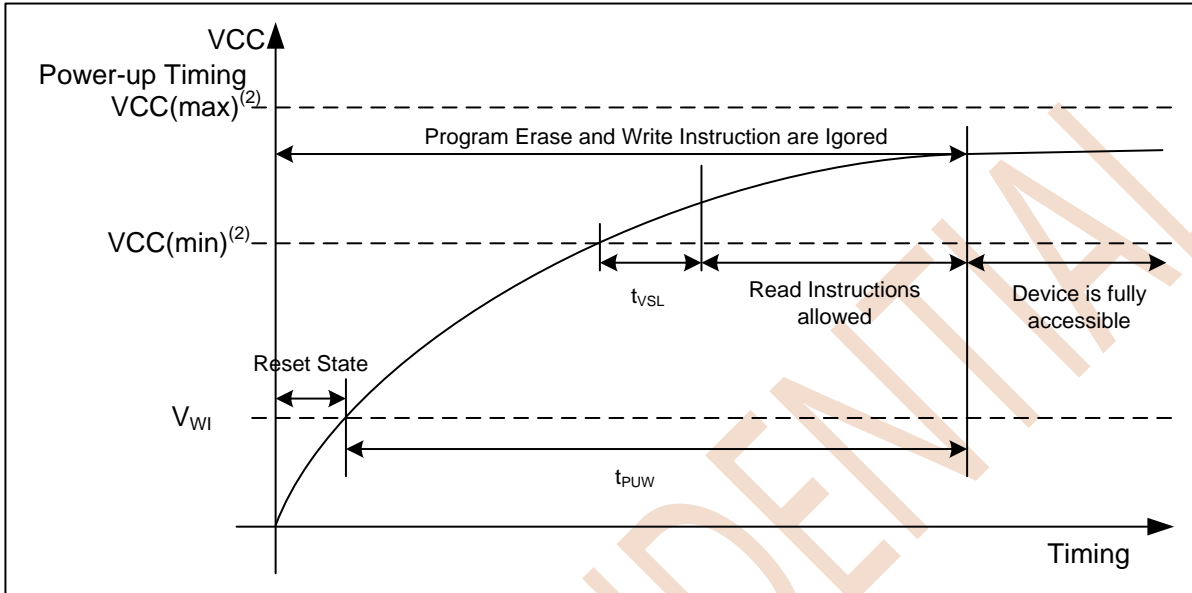 VCC
Power-up Timing
VCC(max)(2)
Program Erase and Write Instruction are Igored
VCC(min)(2)
tVSL
Read Instructions
allowed
Device is fully
accessible
Reset State
VWI
tPUW
Timing
IDENTIAL